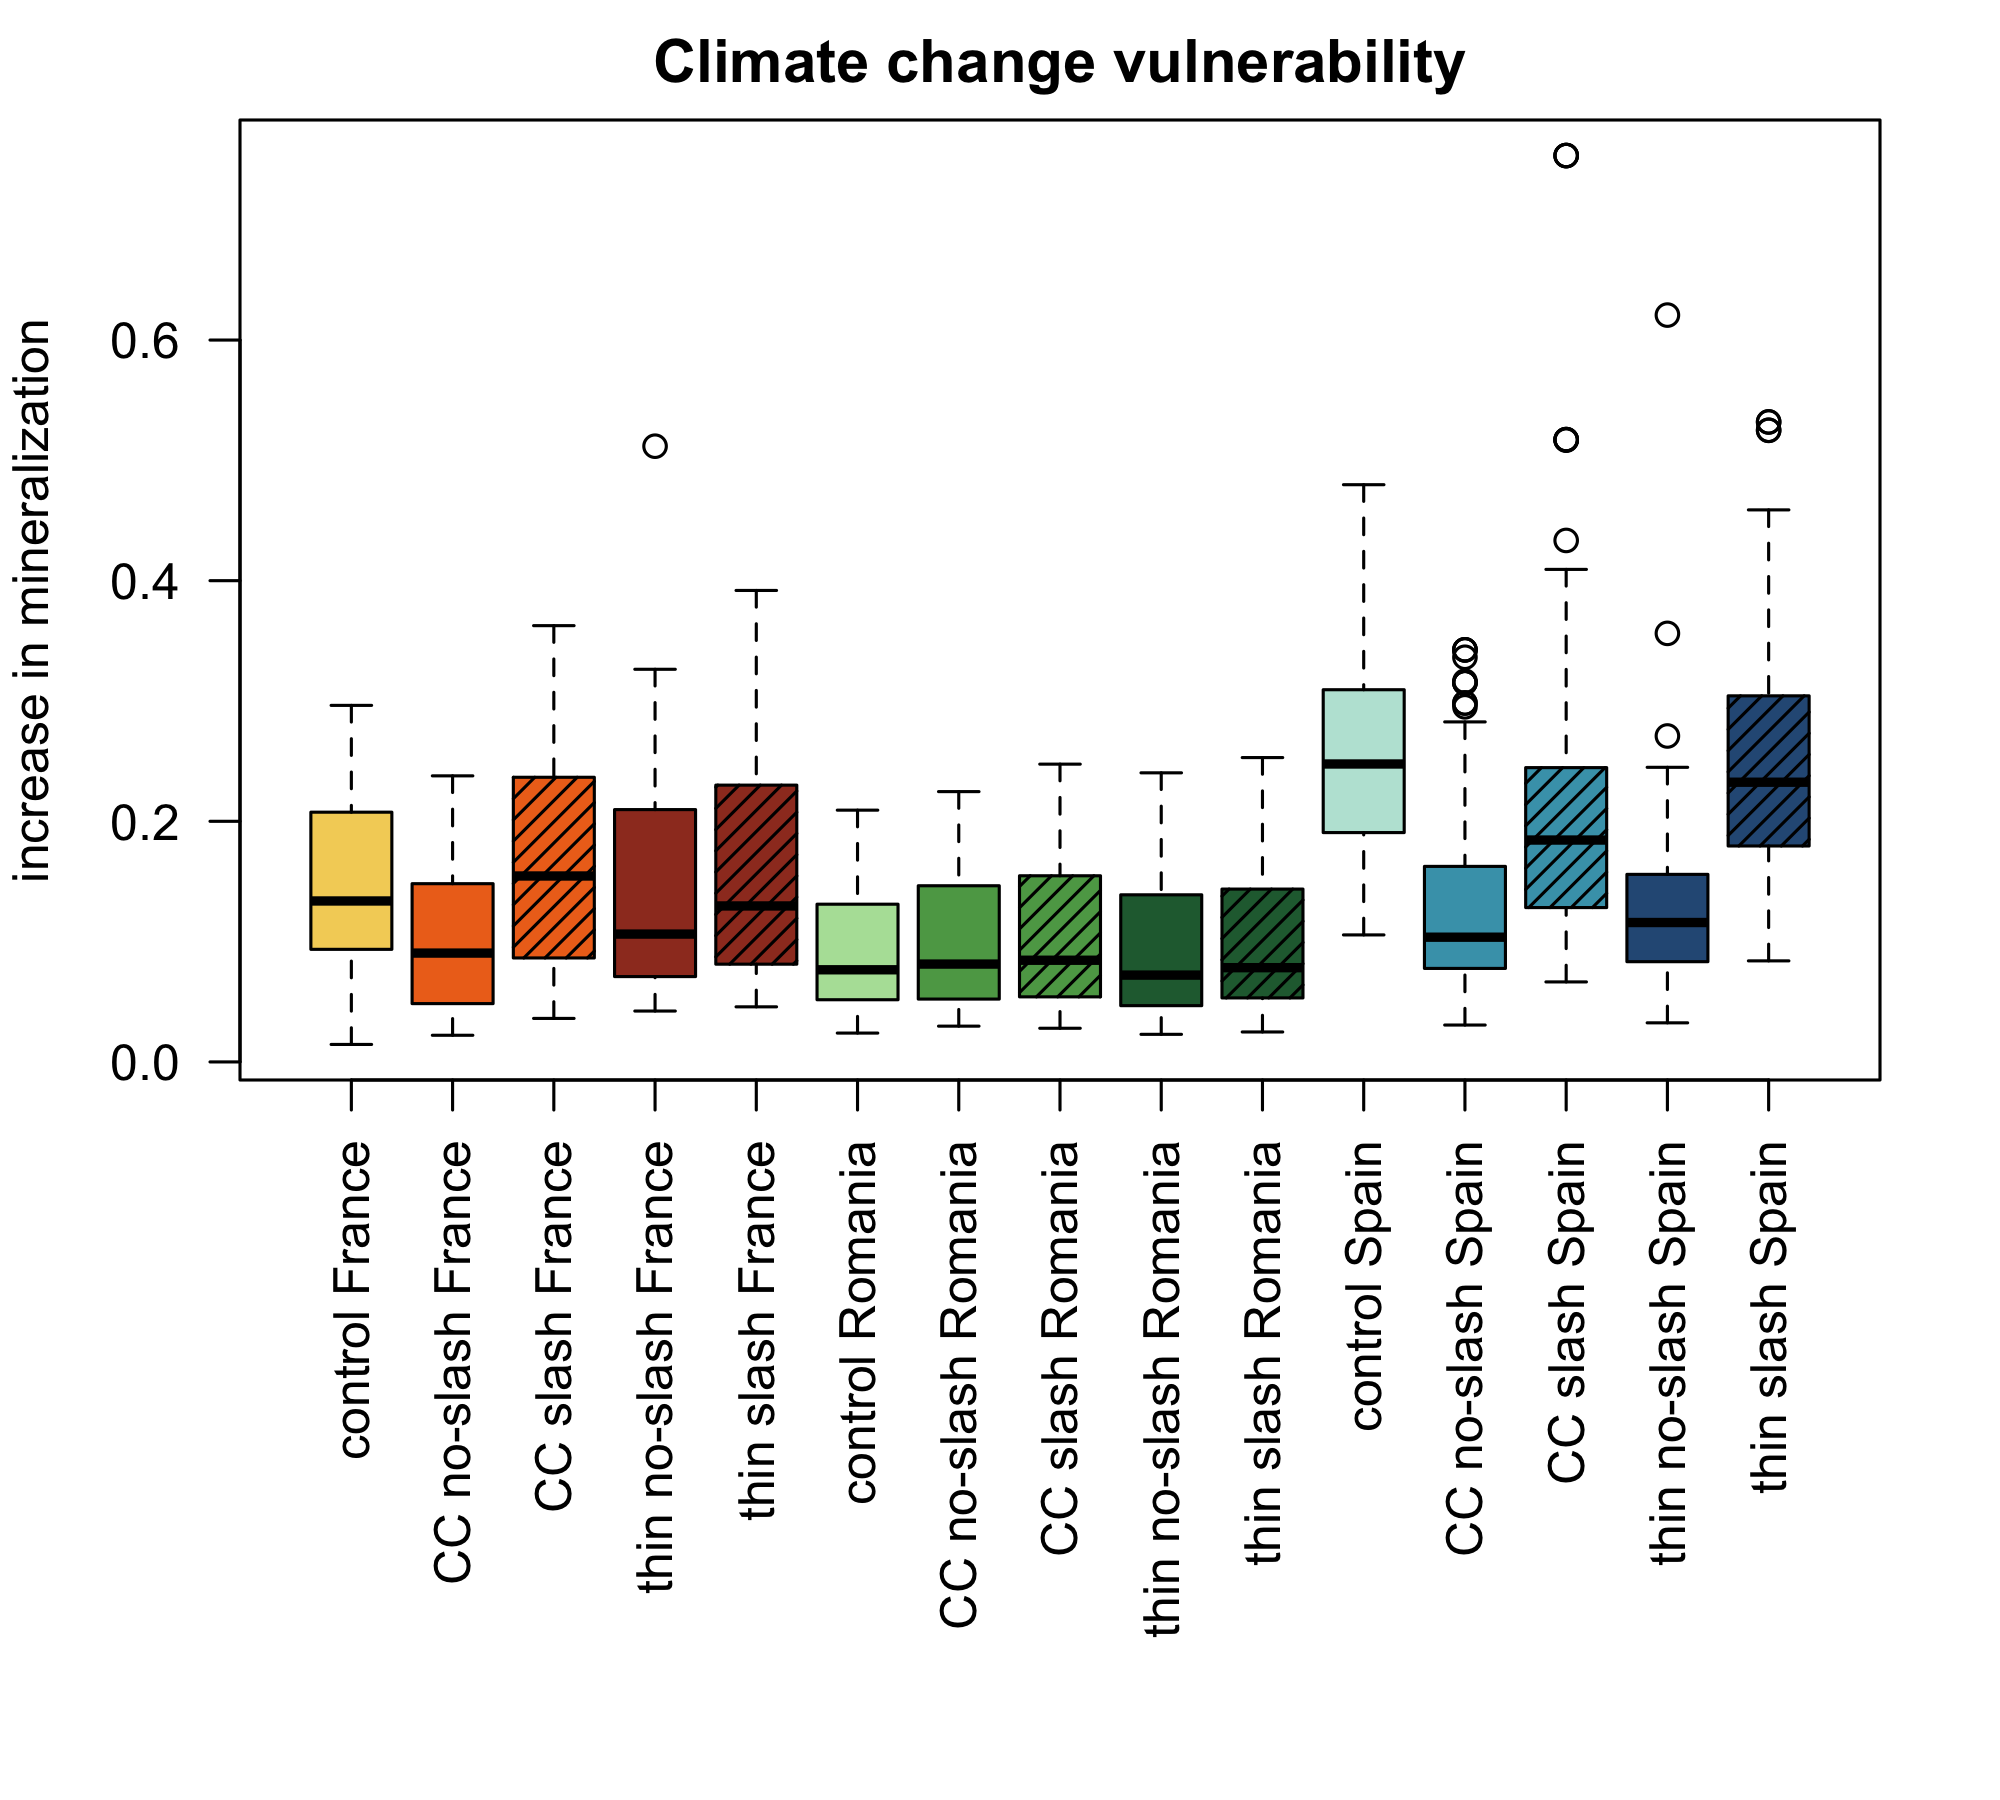 Climate change vulnerability
increase in mineralization
0.6
0.4
0.2
0.0
control France
CC no-slash France
CC slash France
thin no-slash France
thin slash France
control Romania
CC no-slash Romania
CC slash Romania
thin no-slash Romania
thin slash Romania
control Spain
CC no-slash Spain
CC slash Spain
thin no-slash Spain
thin slash Spain